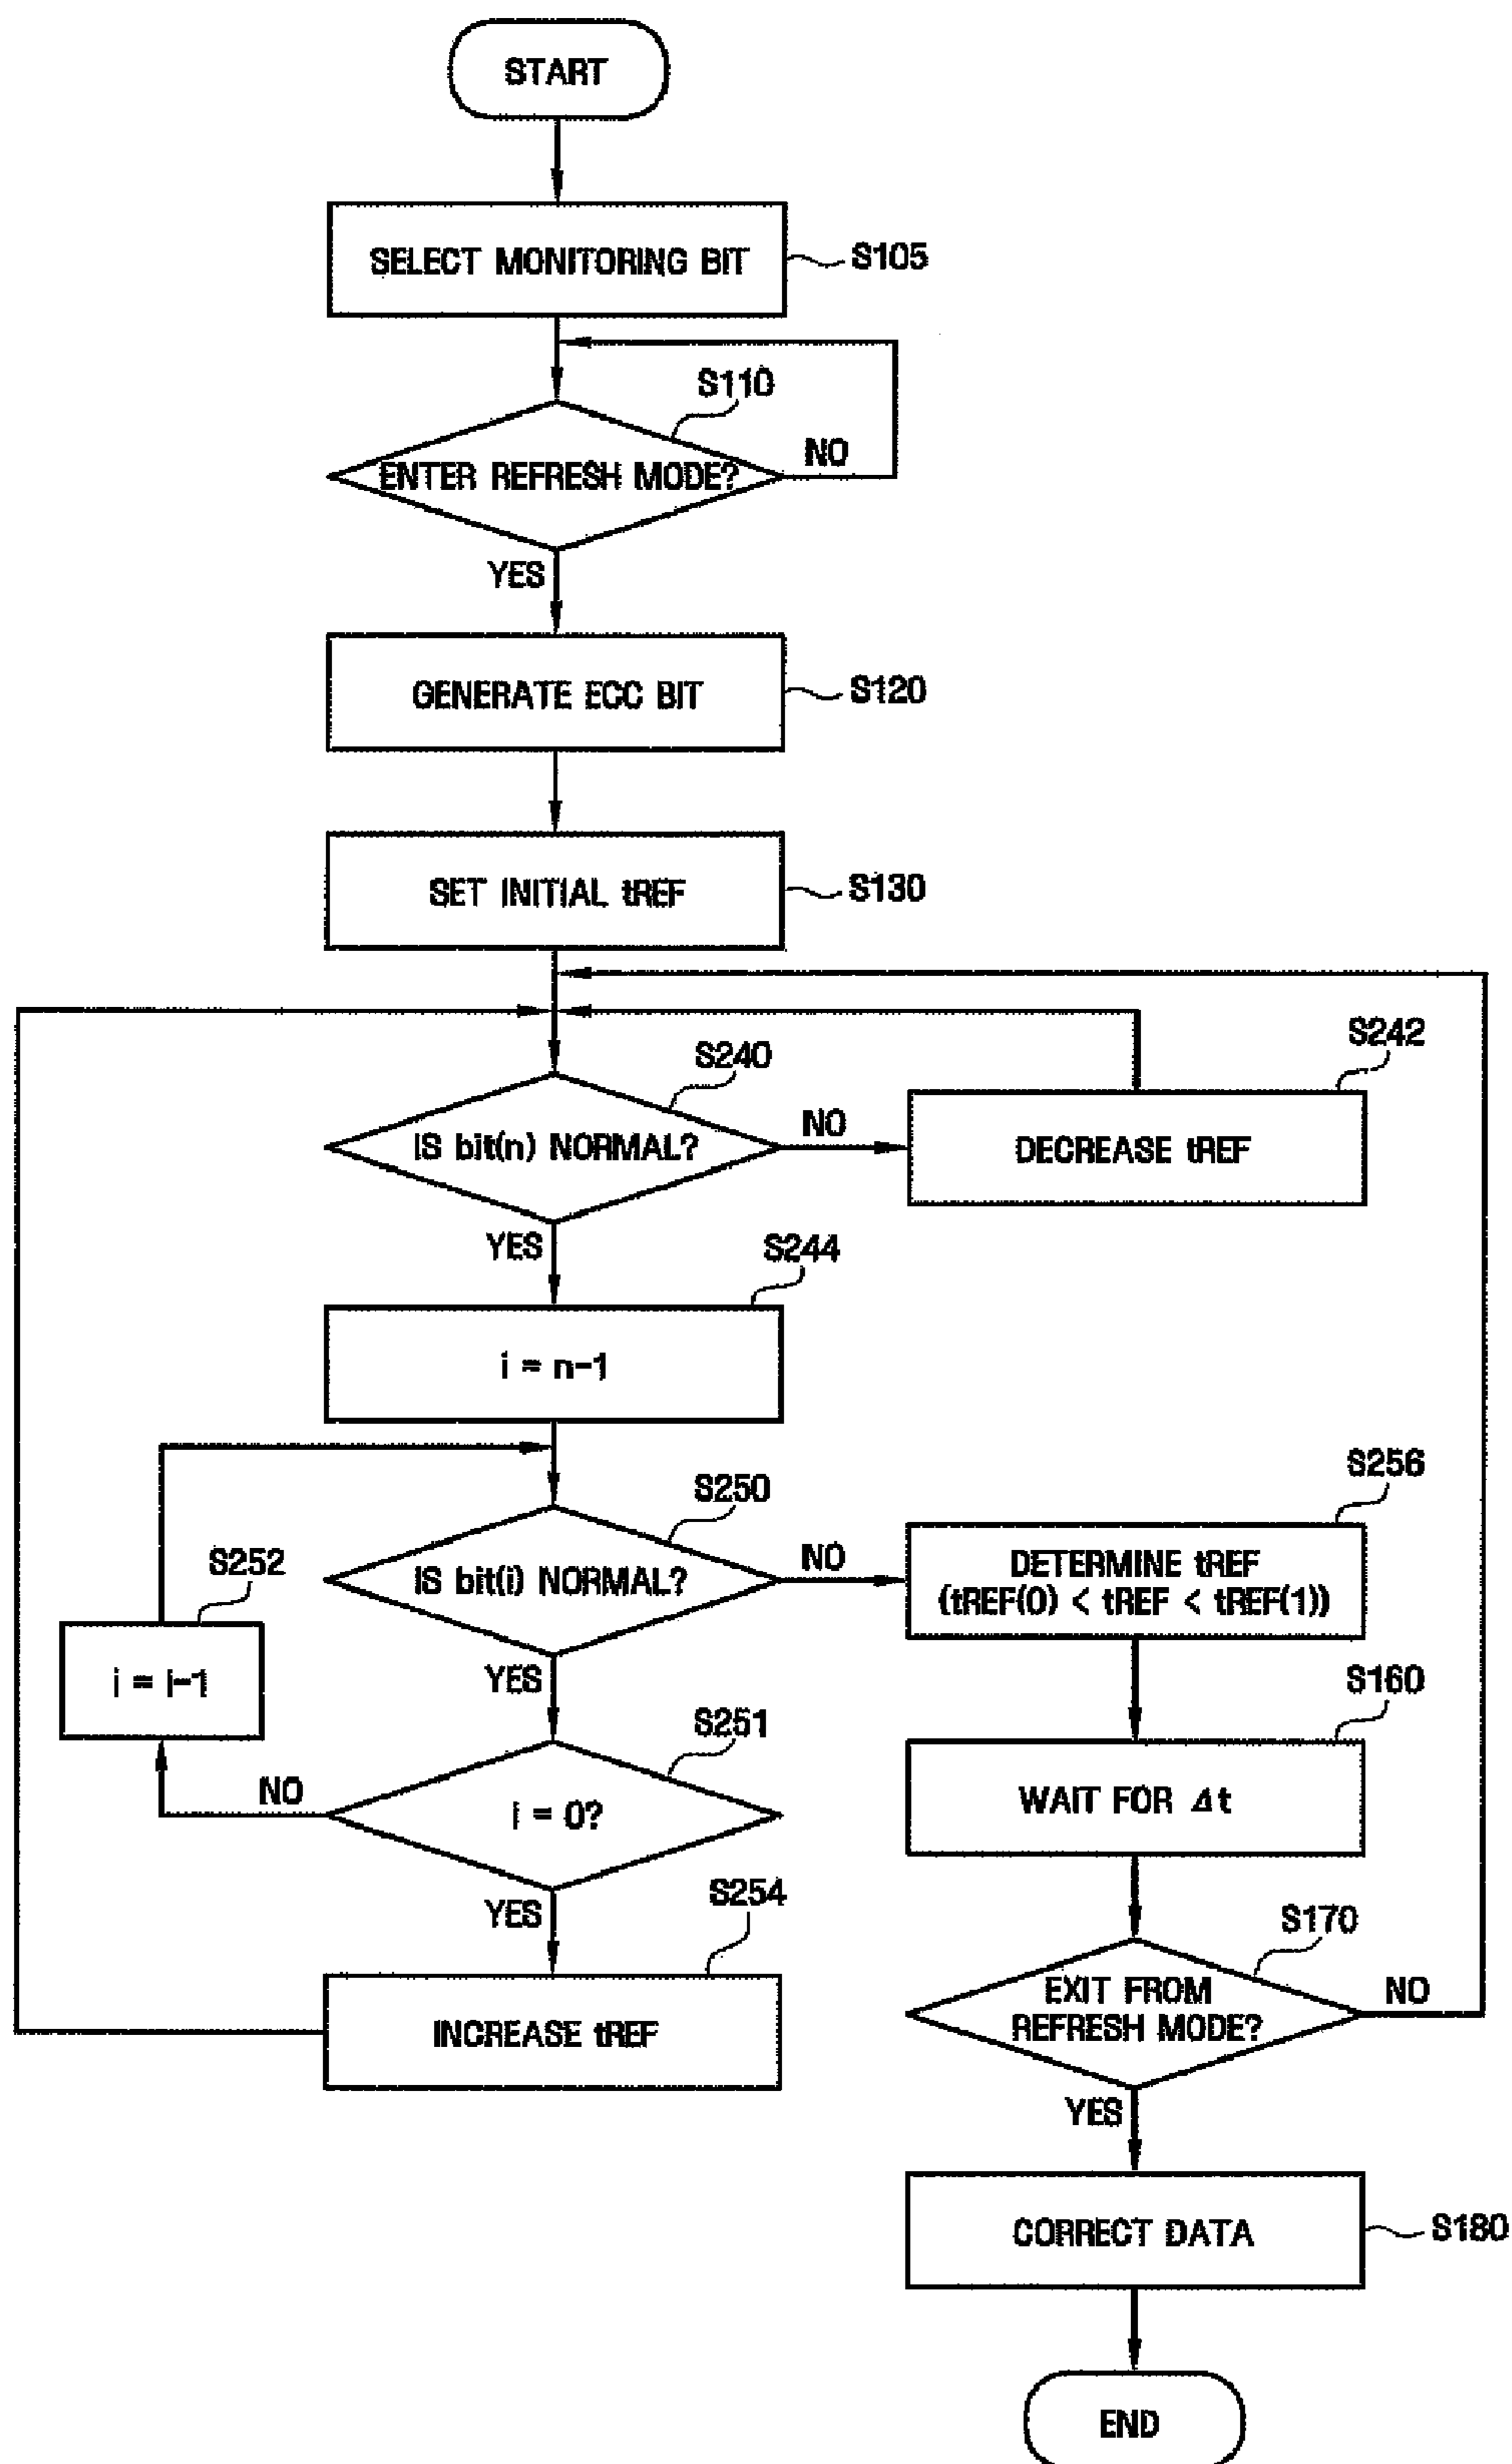 START
SELECT MONITORING BIT
S105
S110
ENTER REFRESH MODE?
NO
YES
GENERATE ECC BIT
S120
SET INITIAL tREF
S130
S240
IS bit(n) NORMAL?
NO
S242
DECREASE tREF
YES
S244
i = n-1
S250
IS bit(i) NORMAL?
NO
S256
DETERMINE tREF
(tREF(0) < tREF < tREF(1))
S252
i = i-1
YES
S251
i = 0?
NO
S160
WAIT FOR Δt
YES
S254
INCREASE tREF
S170
EXIT FROM
REFRESH MODE?
NO
YES
CORRECT DATA
S180
END